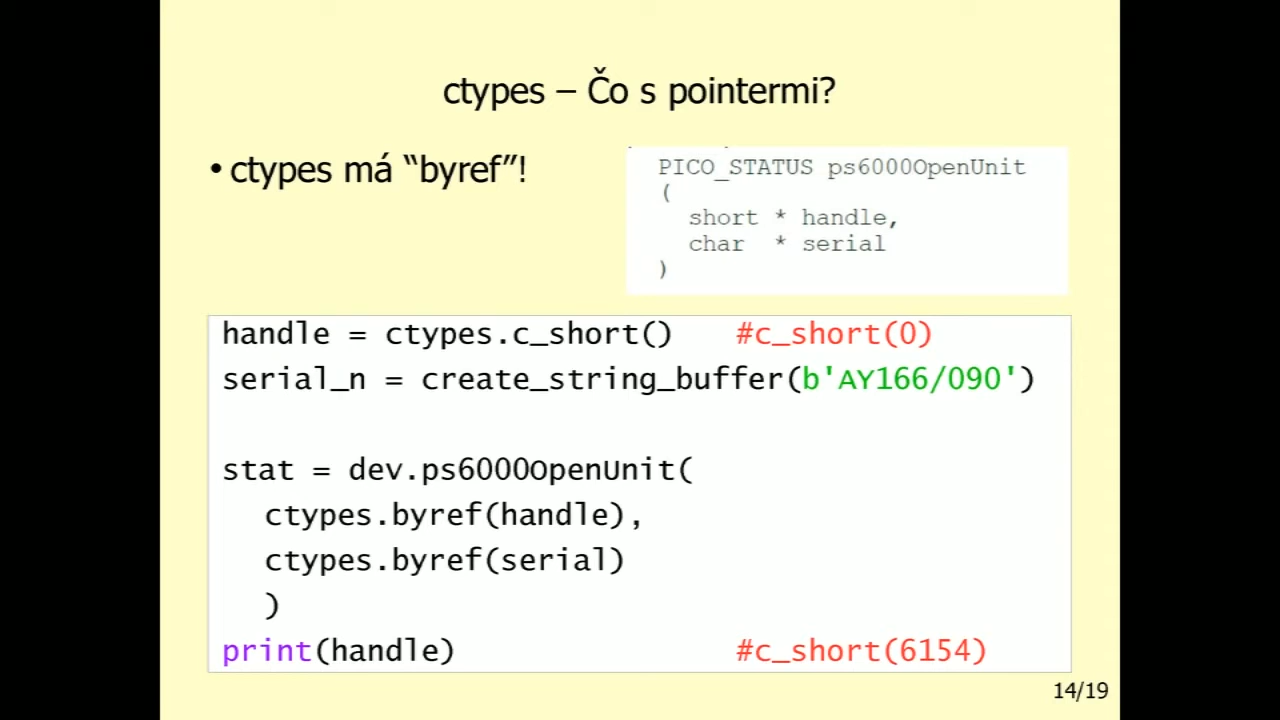 ctypes – Čo s pointermi?
• ctypes má “byref”!
PICO_STATUS ps6000OpenUnit
(
short * handle,
char * serial
)
handle = ctypes.c_short() #c_short(0)
serial_n = create_string_buffer(b'AY166/090')
stat = dev.ps6000OpenUnit(
ctypes.byref(handle),
ctypes.byref(serial)
)
print(handle) #c_short(6154)
14/19